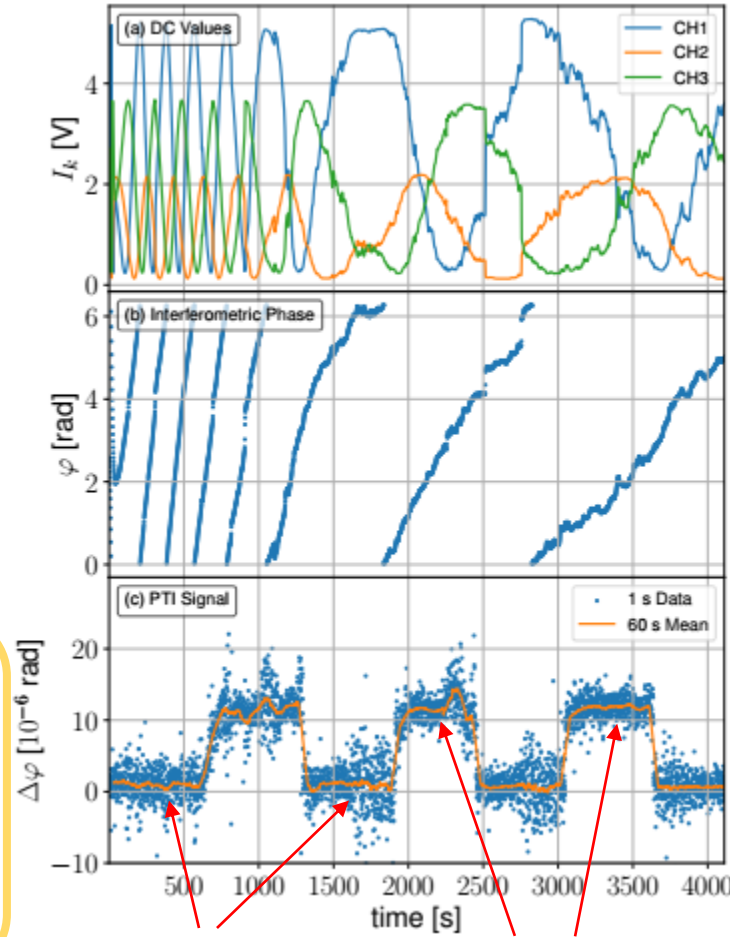 (a) DC Values
CH1
CH2
CH3
4
2
0
I_k [V]
(b) Interferometric Phase
6
4
2
0
φ [rad]
(c) PTI Signal
1 s Data
60 s Mean
20
10
0
−10
Δφ [10⁻⁶ rad]
500 1000 1500 2000 2500 3000 3500 4000
time [s]